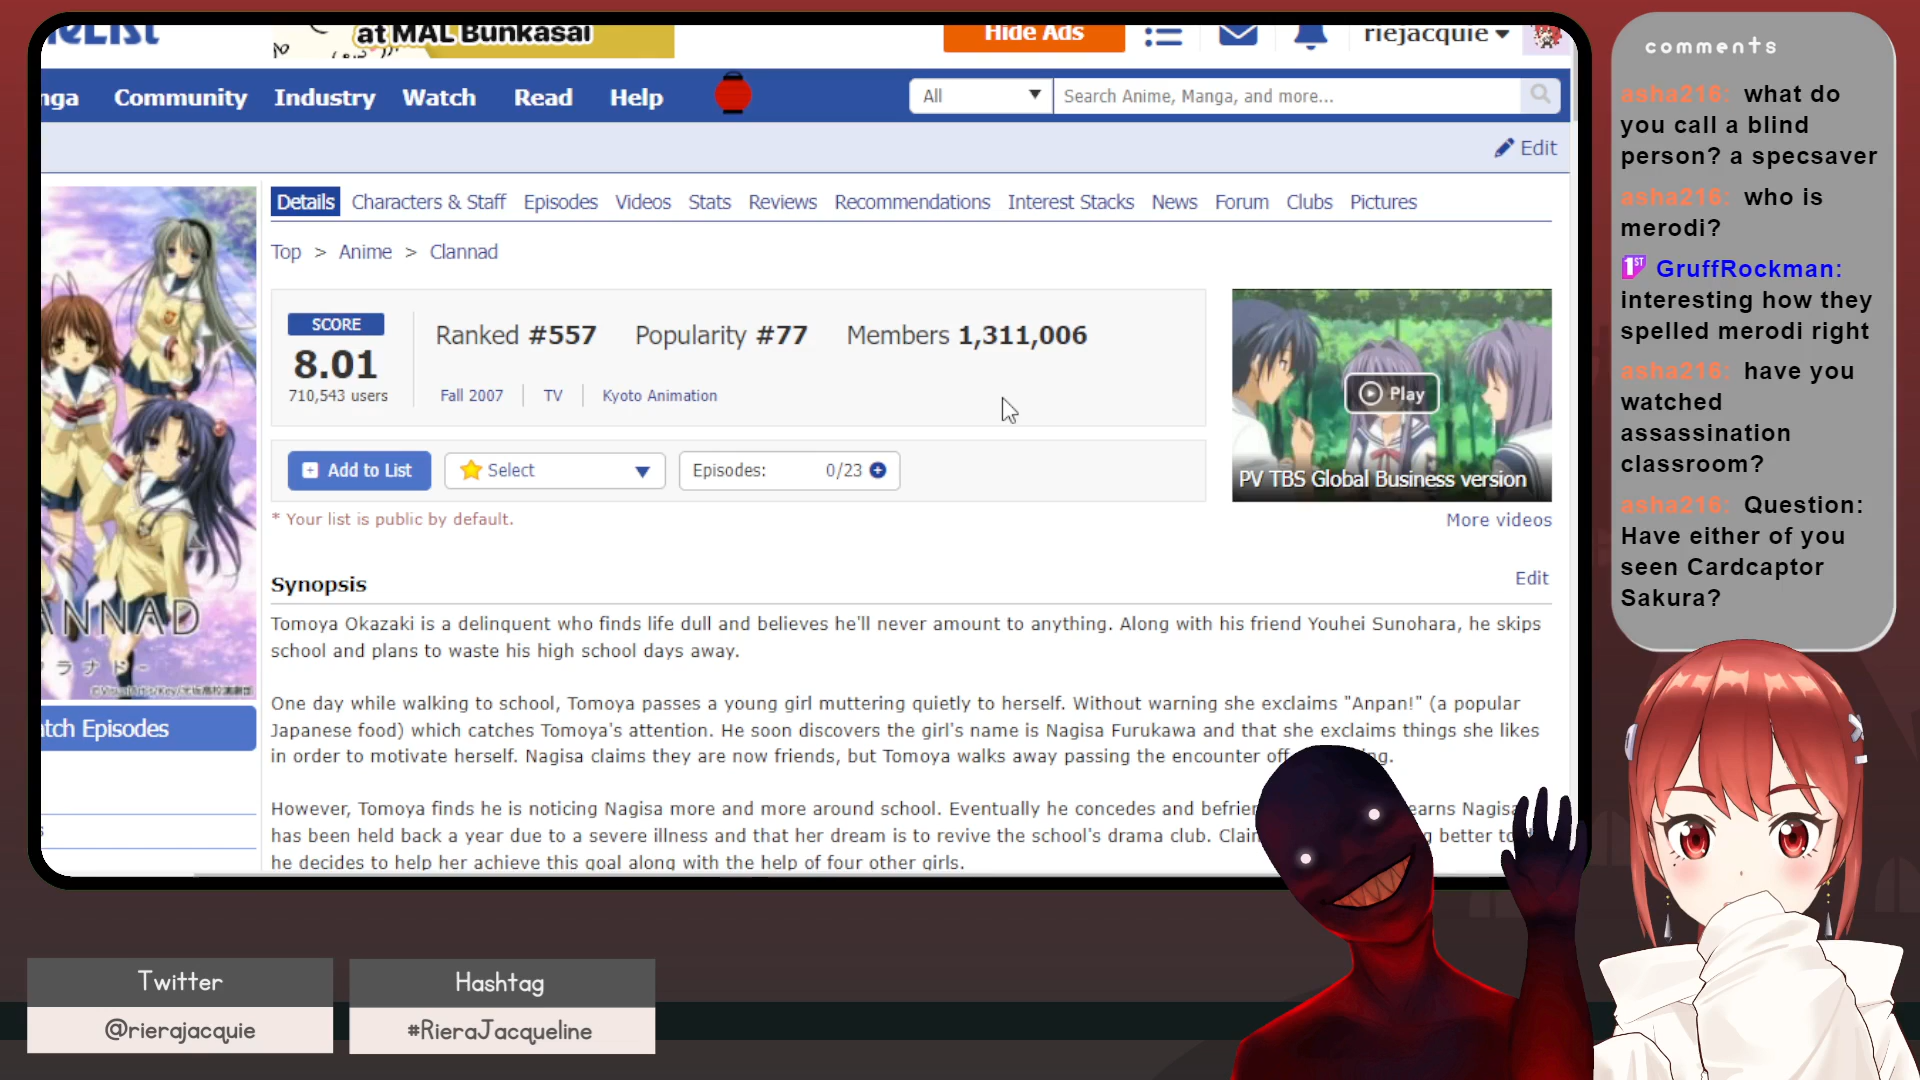 at MAL Bunkasai
Hide Ads
riejacquie
Community Industry Watch Read Help
All
Search Anime, Manga, and more...
Edit
Details Characters & Staff Episodes Videos Stats Reviews Recommendations Interest Stacks News Forum Clubs Pictures
Top > Anime > Clannad
SCORE
8.01
710,543 users
Ranked #557 Popularity #77 Members 1,311,006
Fall 2007 TV Kyoto Animation
Play
PV TBS Global Business version
Add to List
Select
Episodes: 0/23
* Your list is public by default.
More videos
Synopsis
Edit
Tomoya Okazaki is a delinquent who finds life dull and believes he'll never amount to anything. Along with his friend Youhei Sunohara, he skips
school and plans to waste his high school days away.
One day while walking to school, Tomoya passes a young girl muttering quietly to herself. Without warning she exclaims "Anpan!" (a popular
Japanese food) which catches Tomoya's attention. He soon discovers the girl's name is Nagisa Furukawa and that she exclaims things she likes
in order to motivate herself. Nagisa claims they are now friends, but Tomoya walks away passing the encounter off
However, Tomoya finds he is noticing Nagisa more and more around school. Eventually he concedes and Nagisa
has been held back a year due to a severe illness and that her dream is to revive the school's drama club. better
he decides to help her achieve this goal along with the help of four other girls.
ANNAD
ラナド
Episodes
comments
asha216: what do
you call a blind
person? a specsaver
asha216: who is
merodi?
1ST GruffRockman:
interesting how they
spelled merodi right
asha216: have you
watched
assassination
classroom?
asha216: Question:
Have either of you
seen Cardcaptor
Sakura?
Twitter
@rierajacquie
Hashtag
#RieraJacqueline